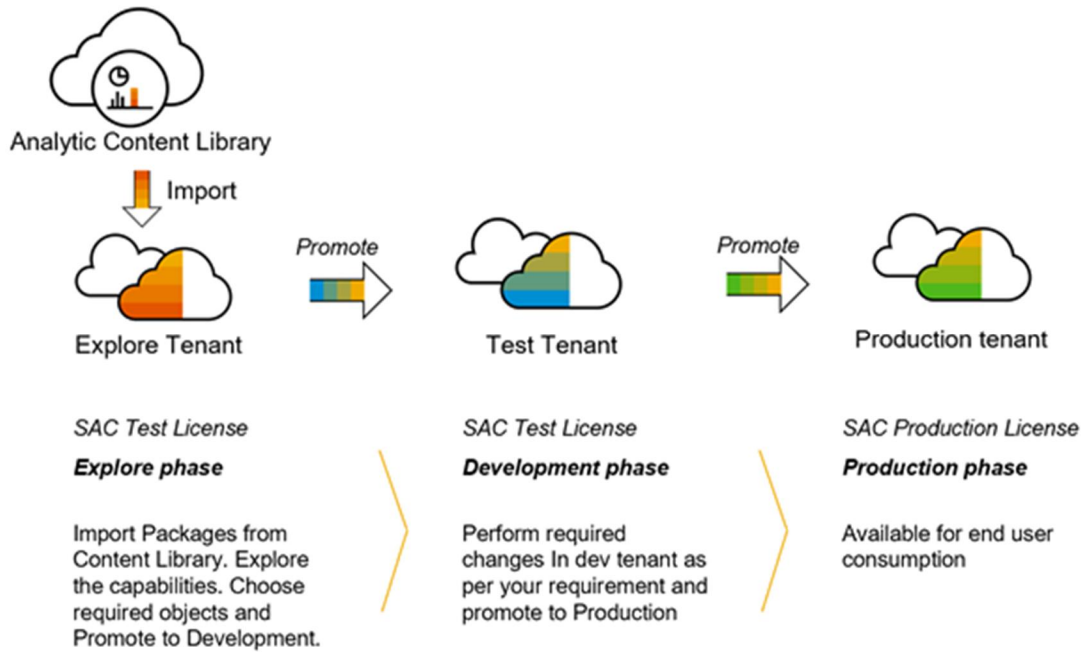 Analytic Content Library
Import
Promote
Promote
Explore Tenant
Test Tenant
Production tenant
SAC Test License
Explore phase
Import Packages from
Content Library. Explore
the capabilities. Choose
required objects and
Promote to Development.
SAC Test License
Development phase
Perform required
changes In dev tenant as
per your requirement and
promote to Production
SAC Production License
Production phase
Available for end user
consumption